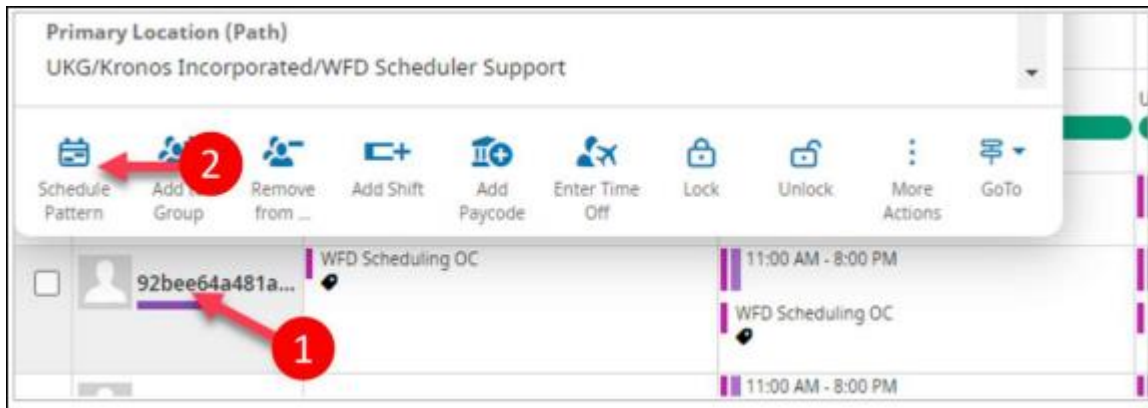 Primary Location (Path)
UKG/Kronos Incorporated/WFD Scheduler Support
2
Schedule Pattern
Add Group
Remove from ...
Add Shift
Add Paycode
Enter Time Off
Lock
Unlock
More Actions
GoTo
92bee64a481a...
WFD Scheduling OC
11:00 AM - 8:00 PM
WFD Scheduling OC
1
11:00 AM - 8:00 PM